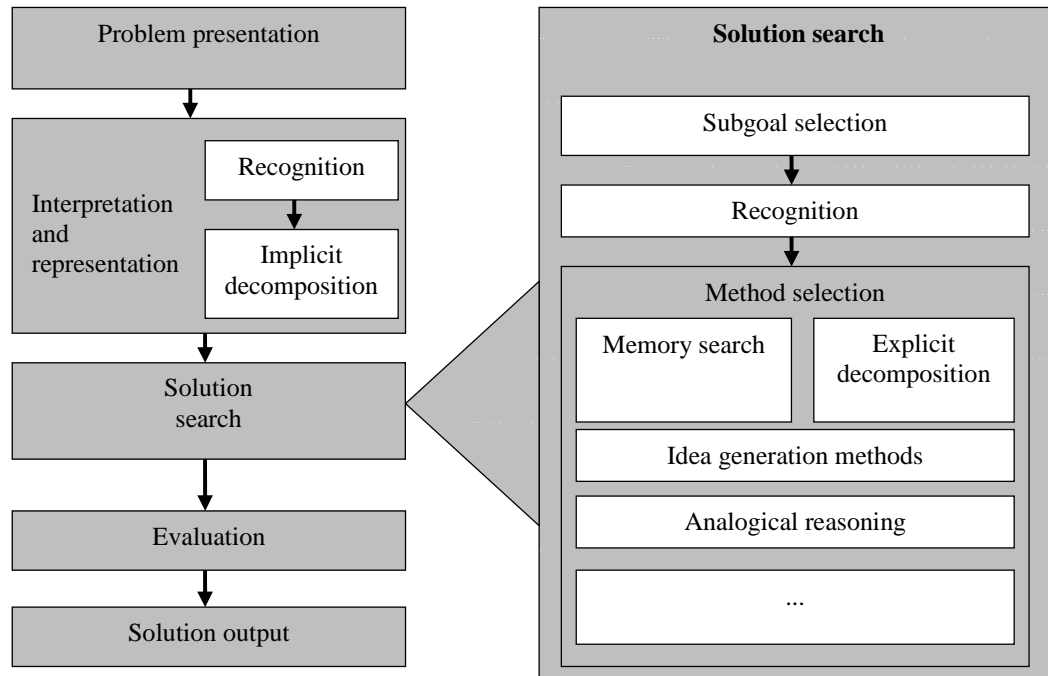 Problem presentation
Interpretation
and
representation
Recognition
Implicit
decomposition
Solution
search
Evaluation
Solution output
Solution search
Subgoal selection
Recognition
Method selection
Memory search
Explicit
decomposition
Idea generation methods
Analogical reasoning
...